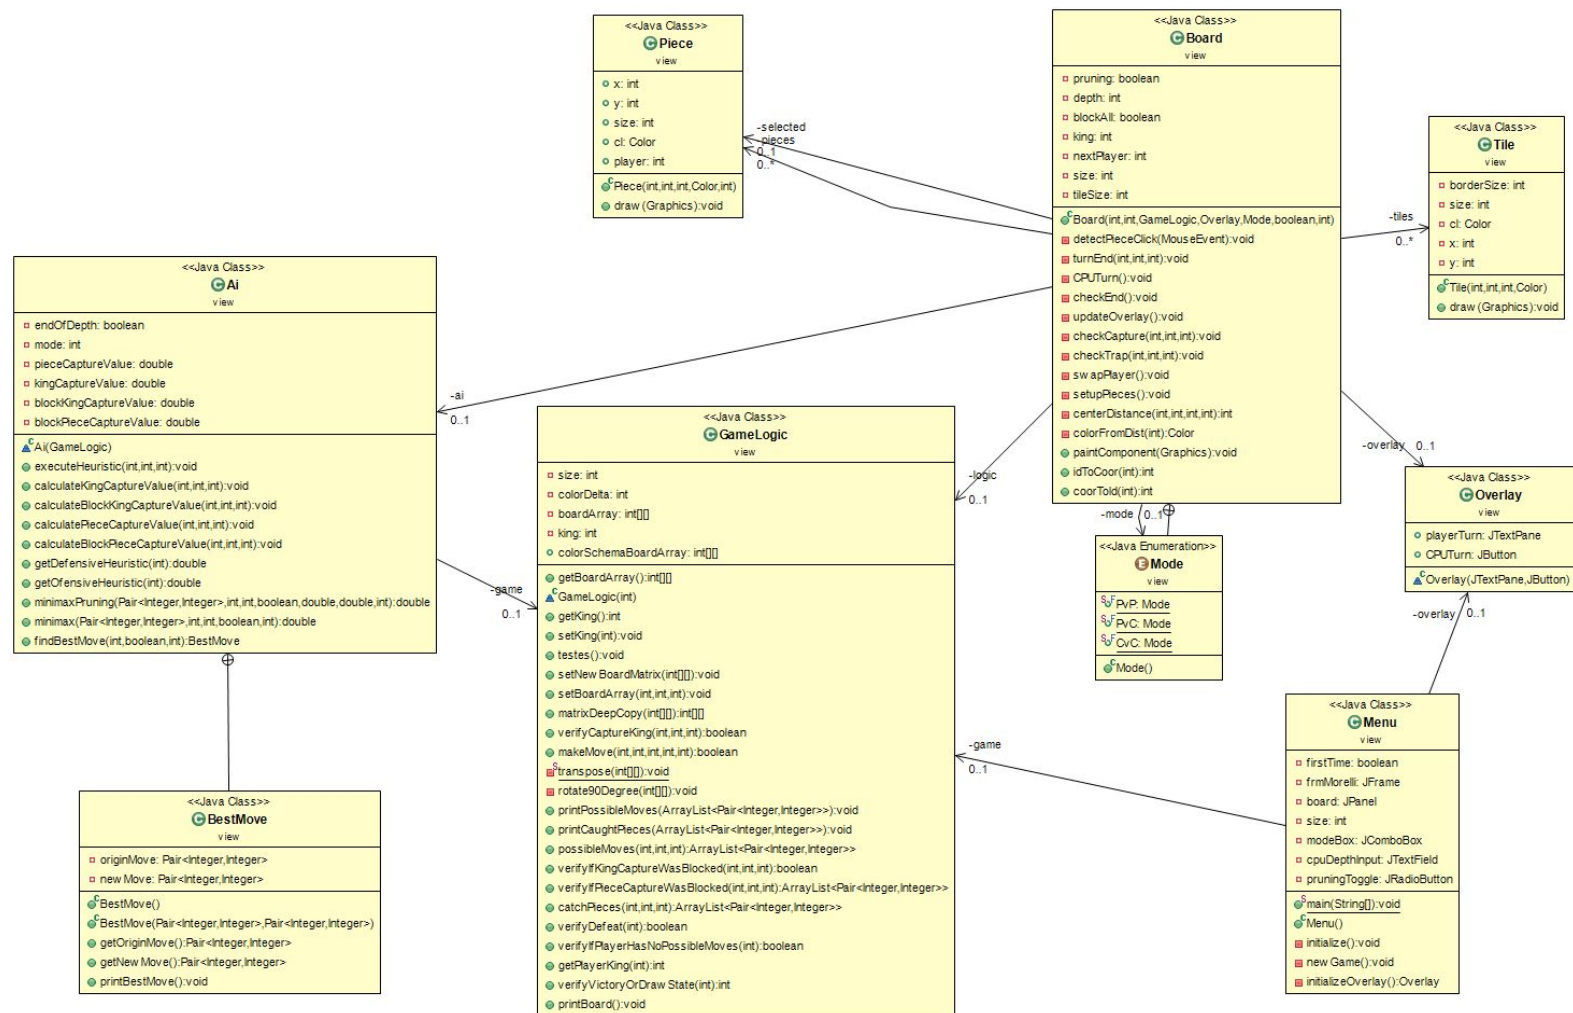 <<Java Class>>
Piece
view
x: int
y: int
size: int
cl: Color
player: int
Piece(int,int,int,Color,int)
draw(Graphics):void
-selected
-pieces
0..1
0..*
<<Java Class>>
Board
view
pruning: boolean
depth: int
blockAll: boolean
king: int
nextPlayer: int
size: int
tileSize: int
Board(int,int,GameLogic,Overlay,Mode,boolean,int)
detectPieceClick(MouseEvent):void
turnEnd(int,int,int):void
CPUTurn():void
checkEnd():void
updateOverlay():void
checkCapture(int,int,int):void
checkTrap(int,int,int):void
swapPlayer():void
setupPieces():void
centerDistance(int,int,int,int):int
colorFromDist(int):Color
paintComponent(Graphics):void
idToCoor(int):int
coorToId(int):int
-tiles
0..*
<<Java Class>>
Tile
view
borderSize: int
size: int
cl: Color
x: int
y: int
Tile(int,int,int,Color)
draw(Graphics):void
<<Java Class>>
Ai
view
endOfDepth: boolean
mode: int
pieceCaptureValue: double
kingCaptureValue: double
blockKingCaptureValue: double
blockPieceCaptureValue: double
Ai(GameLogic)
executeHeuristic(int,int,int):void
calculateKingCaptureValue(int,int,int):void
calculateBlockKingCaptureValue(int,int,int):void
calculatePieceCaptureValue(int,int,int):void
calculateBlockPieceCaptureValue(int,int,int):void
getDefensiveHeuristic(int):double
getOfensiveHeuristic(int):double
minimaxPruning(Pair<Integer,Integer>,int,int,boolean,double,double,int):double
minimax(Pair<Integer,Integer>,int,int,boolean,int):double
findBestMove(int,boolean,int):BestMove
-ai
0..1
-game
0..1
<<Java Class>>
GameLogic
view
size: int
colorDelta: int
boardArray: int[][]
king: int
colorSchemaBoardArray: int[][]
getBoardArray():int[][]
GameLogic(int)
getKing():int
setKing(int):void
testes():void
setNewBoardMatrix(int[][]):void
setBoardArray(int,int,int):void
matrixDeepCopy(int[][]):int[][]
verifyCaptureKing(int,int,int):boolean
makeMove(int,int,int,int,int):boolean
transpose(int[][]):void
rotate90Degree(int[][]):void
printPossibleMoves(ArrayList<Pair<Integer,Integer>>):void
printCaughtPieces(ArrayList<Pair<Integer,Integer>>):void
possibleMoves(int,int,int):ArrayList<Pair<Integer,Integer>>
verifyIfKingCaptureWasBlocked(int,int,int):boolean
verifyIfPieceCaptureWasBlocked(int,int,int):ArrayList<Pair<Integer,Integer>>
catchPieces(int,int,int):ArrayList<Pair<Integer,Integer>>
verifyDefeat(int):boolean
verifyIfPlayerHasNoPossibleMoves(int):boolean
getPlayerKing(int):int
verifyVictoryOrDrawState(int):int
printBoard():void
-logic
0..1
-mode
0..1
<<Java Enumeration>>
Mode
view
PvP: Mode
PvC: Mode
CvC: Mode
Mode()
-overlay
0..1
<<Java Class>>
Overlay
view
playerTurn: JTextPane
CPUTurn: JButton
Overlay(JTextPane,JButton)
-overlay
0..1
<<Java Class>>
Menu
view
firstTime: boolean
frmMorelli: JFrame
board: JPanel
size: int
modeBox: JComboBox
cpuDepthInput: JTextField
pruningToggle: JRadioButton
main(String[]):void
Menu()
initialize():void
newGame():void
initializeOverlay():Overlay
-game
0..1
<<Java Class>>
BestMove
view
originMove: Pair<Integer,Integer>
newMove: Pair<Integer,Integer>
BestMove()
BestMove(Pair<Integer,Integer>,Pair<Integer,Integer>)
getOriginMove():Pair<Integer,Integer>
getNewMove():Pair<Integer,Integer>
printBestMove():void